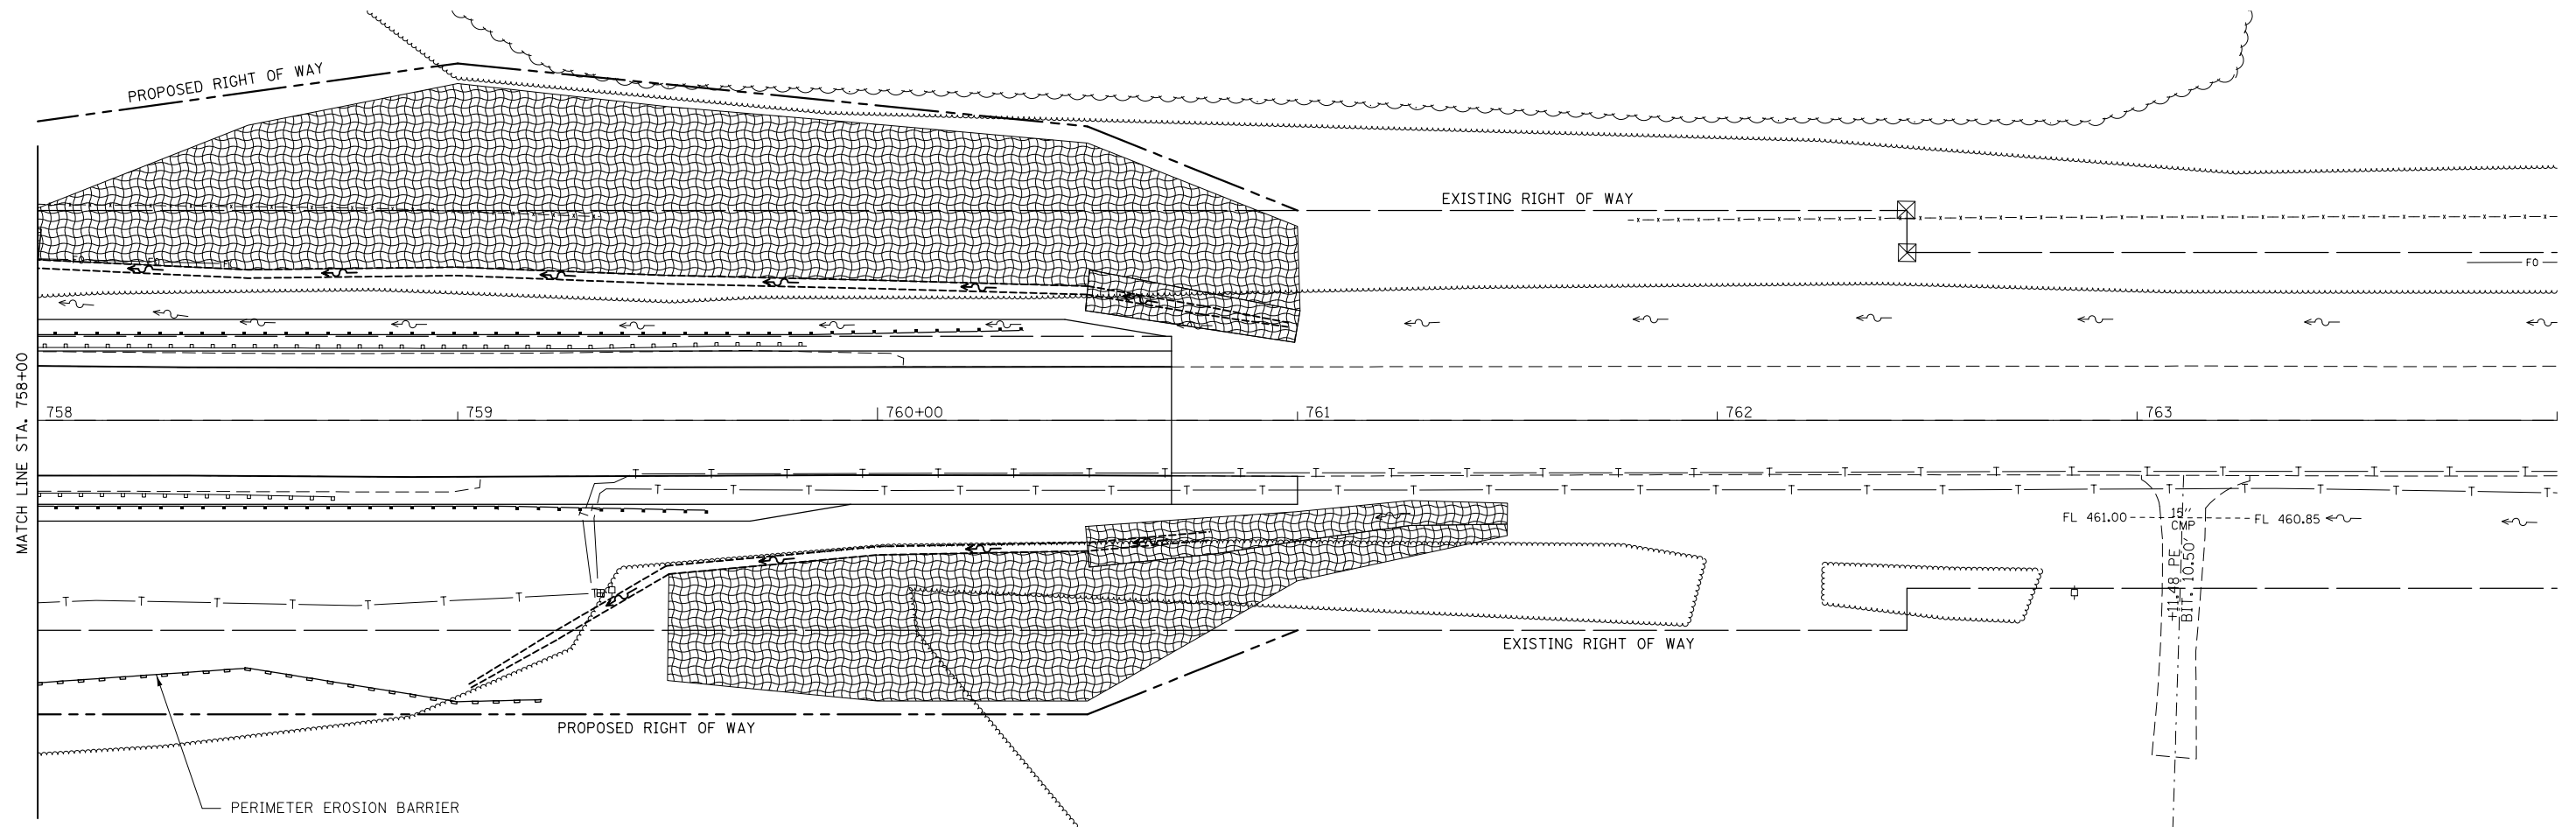 PROPOSED RIGHT OF WAY
EXISTING RIGHT OF WAY
FO
FO
FO
MATCH LINE STA. 758+00
758
759
760+00
761
762
763
FL 461.00
15"
CMP
FL 460.85
+11.48 PE
BIT. 10.50'
EXISTING RIGHT OF WAY
PROPOSED RIGHT OF WAY
PERIMETER EROSION BARRIER